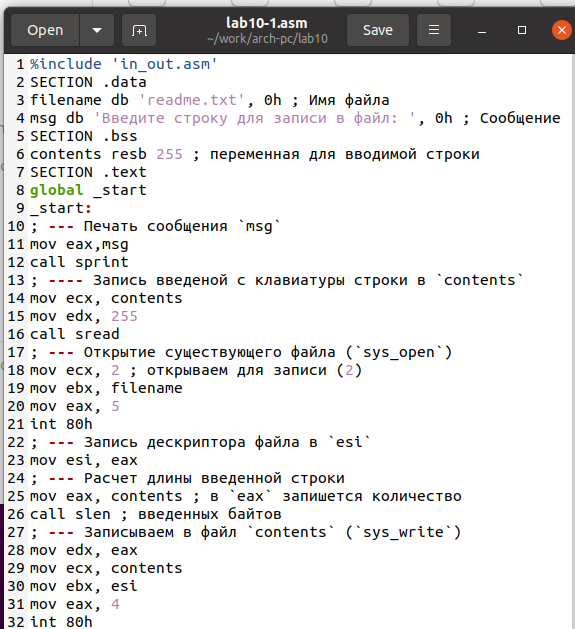 lab10-1.asm
Open
Save
~/work/arch-pc/lab10
1 %include 'in_out.asm'
2 SECTION .data
3 filename db 'readme.txt', 0h ; Имя файла
4 msg db 'Введите строку для записи в файл: ', 0h ; Сообщение
5 SECTION .bss
6 contents resb 255 ; переменная для вводимой строки
7 SECTION .text
8 global _start
9 _start:
10 ; --- Печать сообщения `msg`
11 mov eax,msg
12 call sprint
13 ; ---- Запись введеной с клавиатуры строки в `contents`
14 mov ecx, contents
15 mov edx, 255
16 call sread
17 ; --- Открытие существующего файла (`sys_open`)
18 mov ecx, 2 ; открываем для записи (2)
19 mov ebx, filename
20 mov eax, 5
21 int 80h
22 ; --- Запись дескриптора файла в `esi`
23 mov esi, eax
24 ; --- Расчет длины введенной строки
25 mov eax, contents ; в `eax` запишется количество
26 call slen ; введенных байтов
27 ; --- Записываем в файл `contents` (`sys_write`)
28 mov edx, eax
29 mov ecx, contents
30 mov ebx, esi
31 mov eax, 4
32 int 80h